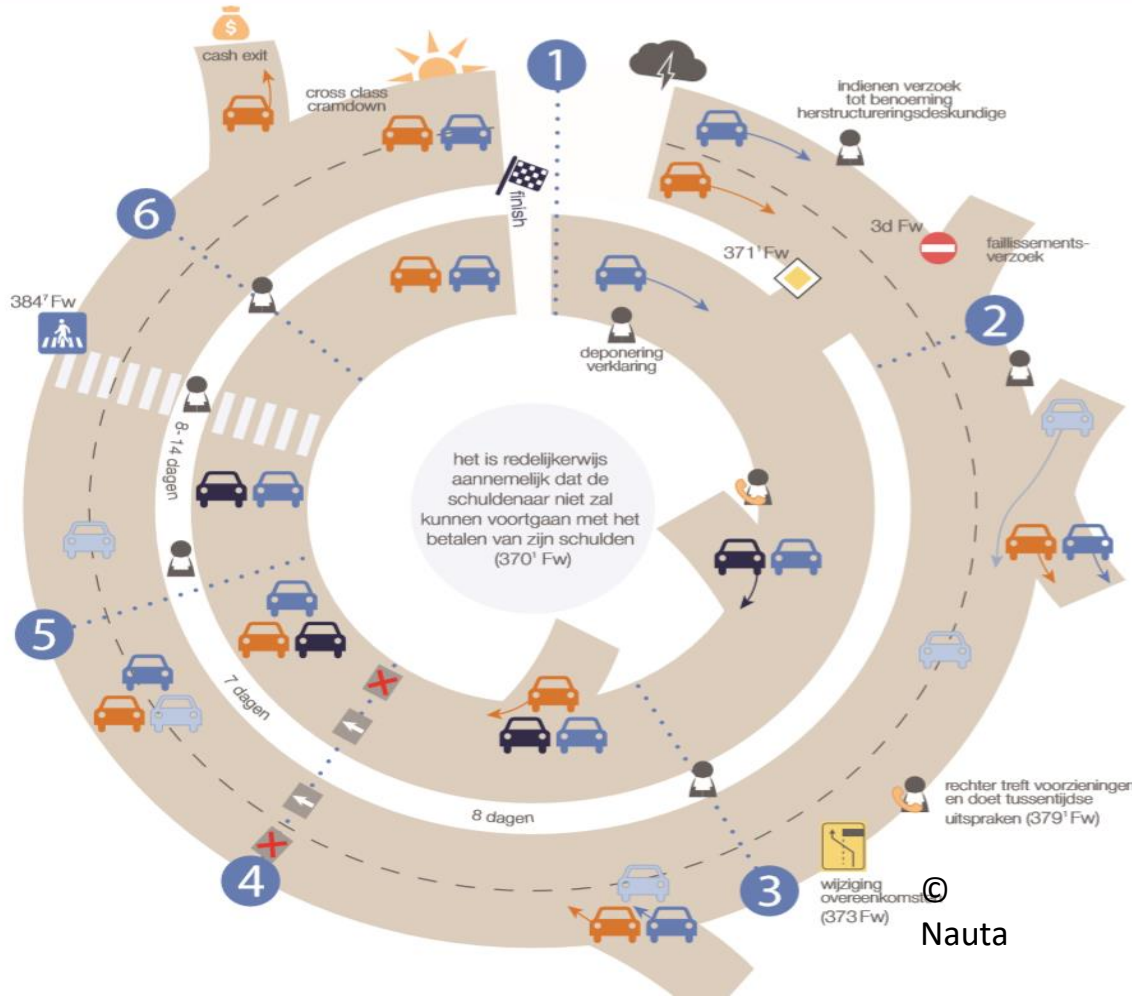 $
cash exit
cross class
cramdown
1
indienen verzoek
tot benoeming
herstructureringsdeskundige
finish
3d Fw
faillissements-
verzoek
371¹ Fw
6
384⁷ Fw
2
deponering
verklaring
8-14 dagen
het is redelijkerwijs
aannemelijk dat de
schuldenaar niet zal
kunnen voortgaan met het
betalen van zijn schulden
(370¹ Fw)
5
7 dagen
8 dagen
rechter treft voorzieningen
en doet tussentijdse
uitspraken (379¹ Fw)
4
3
wijziging
overeenkomste
(373 Fw)
©
Nauta